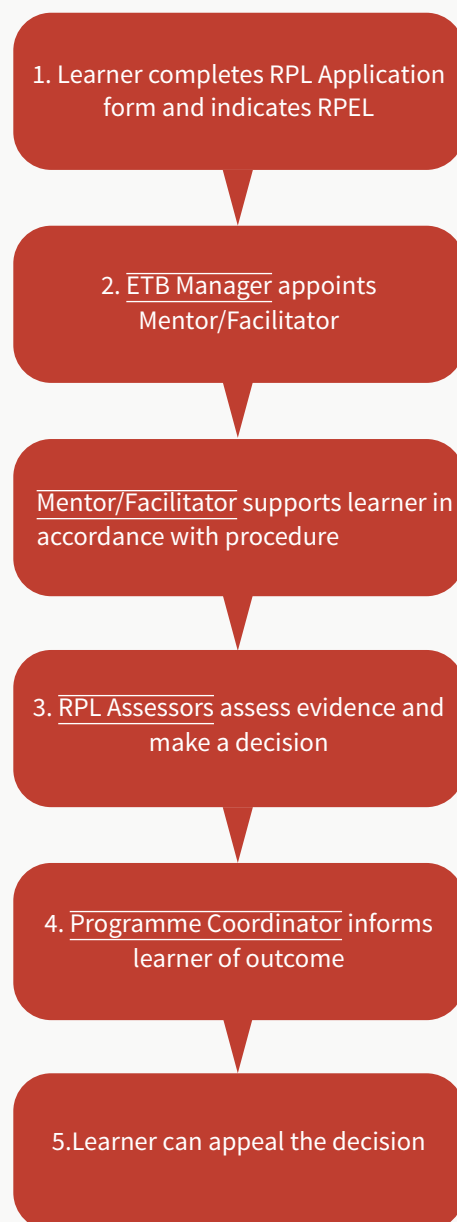 1. Learner completes RPL Application
form and indicates RPEL
2. ETB Manager appoints
Mentor/Facilitator
Mentor/Facilitator supports learner in
accordance with procedure
3. RPL Assessors assess evidence and
make a decision
4. Programme Coordinator informs
learner of outcome
5.Learner can appeal the decision